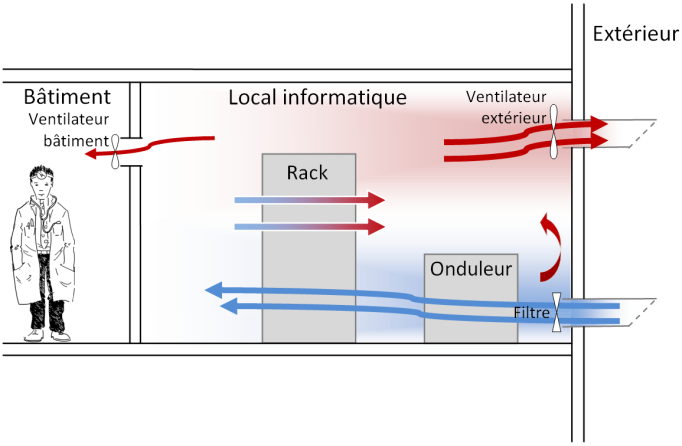 Extérieur
Bâtiment
Local informatique
Ventilateur
extérieur
Ventilateur
bâtiment
Rack
Onduleur
Filtre